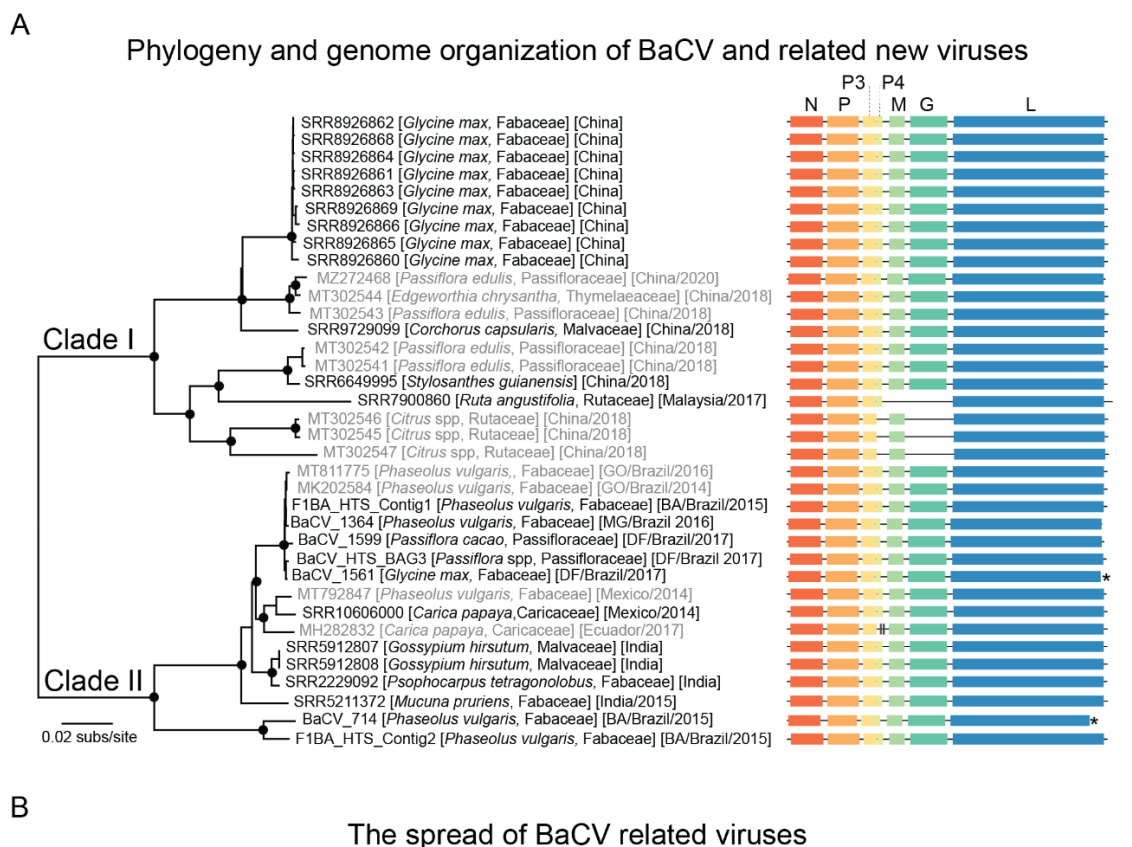 A
Phylogeny and genome organization of BaCV and related new viruses
P3 P4
N P M G L
SRR8926862 [Glycine max, Fabaceae] [China]
SRR8926868 [Glycine max, Fabaceae] [China]
SRR8926864 [Glycine max, Fabaceae] [China]
SRR8926861 [Glycine max, Fabaceae] [China]
SRR8926863 [Glycine max, Fabaceae] [China]
SRR8926869 [Glycine max, Fabaceae] [China]
SRR8926866 [Glycine max, Fabaceae] [China]
SRR8926865 [Glycine max, Fabaceae] [China]
SRR8926860 [Glycine max, Fabaceae] [China]
MZ272468 [Passiflora edulis, Passifloraceae] [China/2020]
MT302544 [Edgeworthia chrysantha, Thymelaeaceae] [China/2018]
MT302543 [Passiflora edulis, Passifloraceae] [China/2018]
SRR9729099 [Corchorus capsularis, Malvaceae] [China/2018]
Clade I
MT302542 [Passiflora edulis, Passifloraceae] [China/2018]
MT302541 [Passiflora edulis, Passifloraceae] [China/2018]
SRR6649995 [Stylosanthes guianensis] [China/2018]
SRR7900860 [Ruta angustifolia, Rutaceae] [Malaysia/2017]
MT302546 [Citrus spp, Rutaceae] [China/2018]
MT302545 [Citrus spp, Rutaceae] [China/2018]
MT302547 [Citrus spp, Rutaceae] [China/2018]
MT811775 [Phaseolus vulgaris,, Fabaceae] [GO/Brazil/2016]
MK202584 [Phaseolus vulgaris, Fabaceae] [GO/Brazil/2014]
F1BA_HTS_Contig1 [Phaseolus vulgaris, Fabaceae] [BA/Brazil/2015]
BaCV_1364 [Phaseolus vulgaris, Fabaceae] [MG/Brazil 2016]
BaCV_1599 [Passiflora cacao, Passifloraceae] [DF/Brazil/2017]
BaCV_HTS_BAG3 [Passiflora spp, Passifloraceae] [DF/Brazil 2017]
BaCV_1561 [Glycine max, Fabaceae] [DF/Brazil/2017] *
MT792847 [Phaseolus vulgaris, Fabaceae] [Mexico/2014]
SRR10606000 [Carica papaya,Caricaceae] [Mexico/2014]
MH282832 [Carica papaya, Caricaceae] [Ecuador/2017]
SRR5912807 [Gossypium hirsutum, Malvaceae] [India]
SRR5912808 [Gossypium hirsutum, Malvaceae] [India]
SRR2229092 [Psophocarpus tetragonolobus, Fabaceae] [India]
Clade II
SRR5211372 [Mucuna pruriens, Fabaceae] [India/2015]
BaCV_714 [Phaseolus vulgaris, Fabaceae] [BA/Brazil/2015] *
F1BA_HTS_Contig2 [Phaseolus vulgaris, Fabaceae] [BA/Brazil/2015]
0.02 subs/site
B
The spread of BaCV related viruses